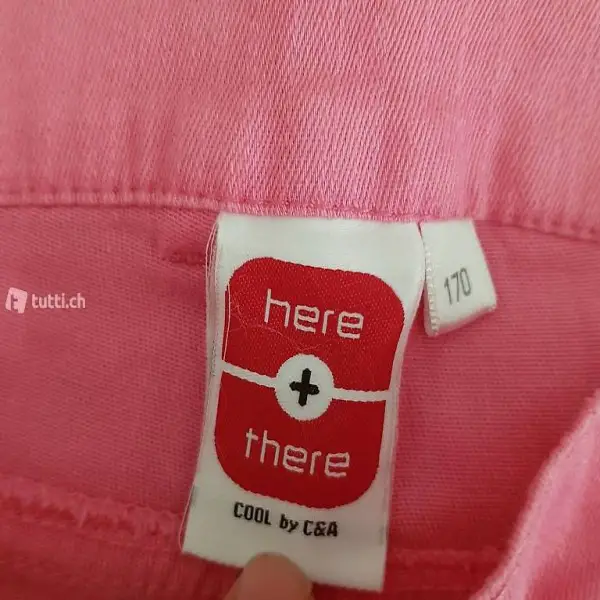 here
+
there
COOL by C&A
170
tutti.ch